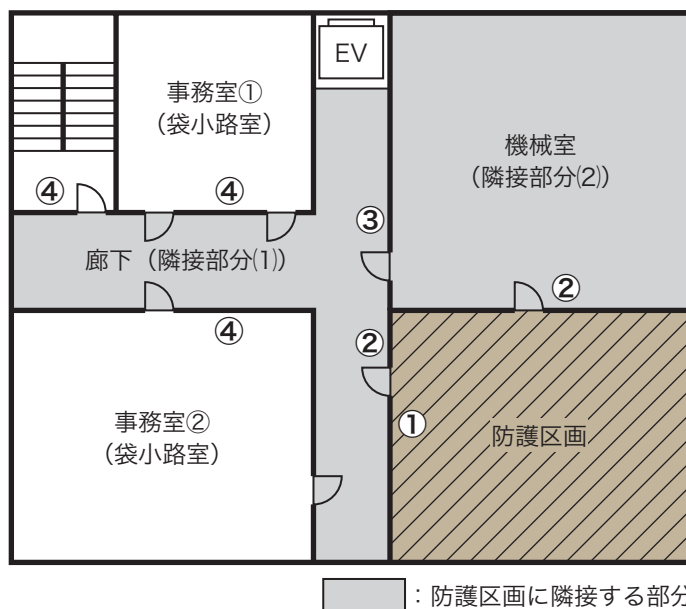 EV
事務室①
（袋小路室）
機械室
（隣接部分⑵）
④
④
③
廊下（隣接部分⑴）
②
④
②
①
事務室②
（袋小路室）
防護区画
：防護区画に隣接する部分